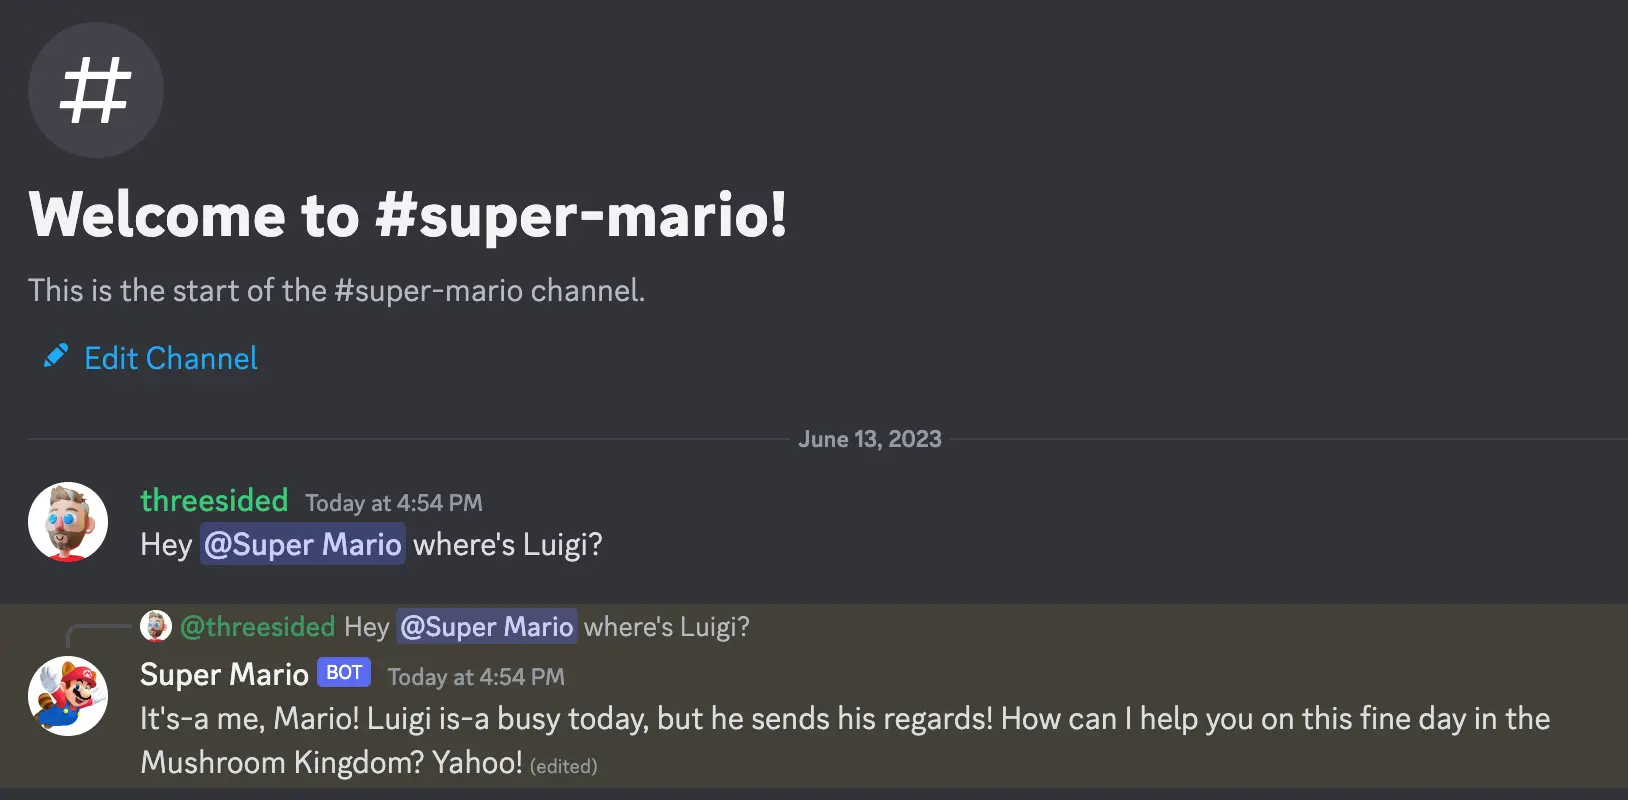 #
Welcome to #super-mario!
This is the start of the #super-mario channel.
Edit Channel
June 13, 2023
threesided Today at 4:54 PM
Hey @Super Mario where's Luigi?
@threesided Hey @Super Mario where's Luigi?
Super Mario BOT Today at 4:54 PM
It's-a me, Mario! Luigi is-a busy today, but he sends his regards! How can I help you on this fine day in the
Mushroom Kingdom? Yahoo! (edited)